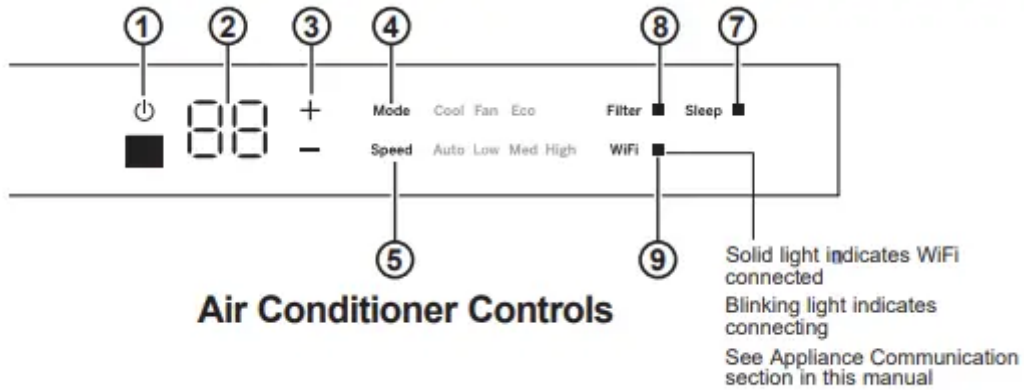 1 2 3 4 8 7
88 + Mode Cool Fan Eco Filter Sleep
- Speed Auto Low Med High WiFi
5 9
Solid light indicates WiFi
connected
Blinking light indicates
connecting
See Appliance Communication
section in this manual
Air Conditioner Controls